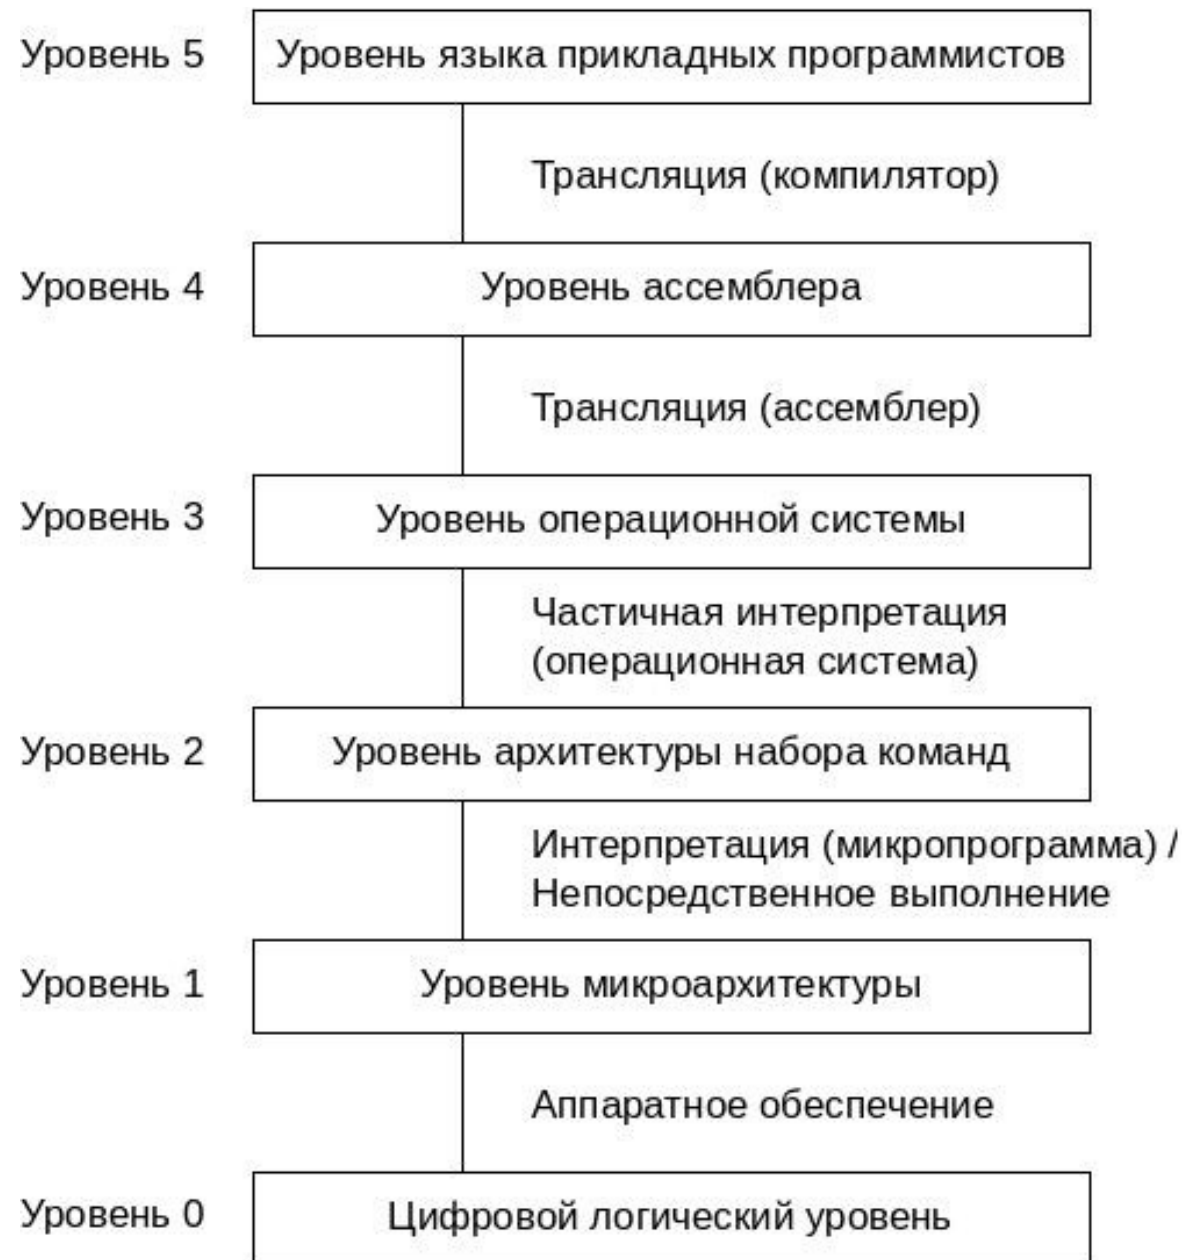 Уровень 5
Уровень языка прикладных программистов
Трансляция (компилятор)
Уровень 4
Уровень ассемблера
Трансляция (ассемблер)
Уровень 3
Уровень операционной системы
Частичная интерпретация
(операционная система)
Уровень 2
Уровень архитектуры набора команд
Интерпретация (микропрограмма) /
Непосредственное выполнение
Уровень 1
Уровень микроархитектуры
Аппаратное обеспечение
Уровень 0
Цифровой логический уровень